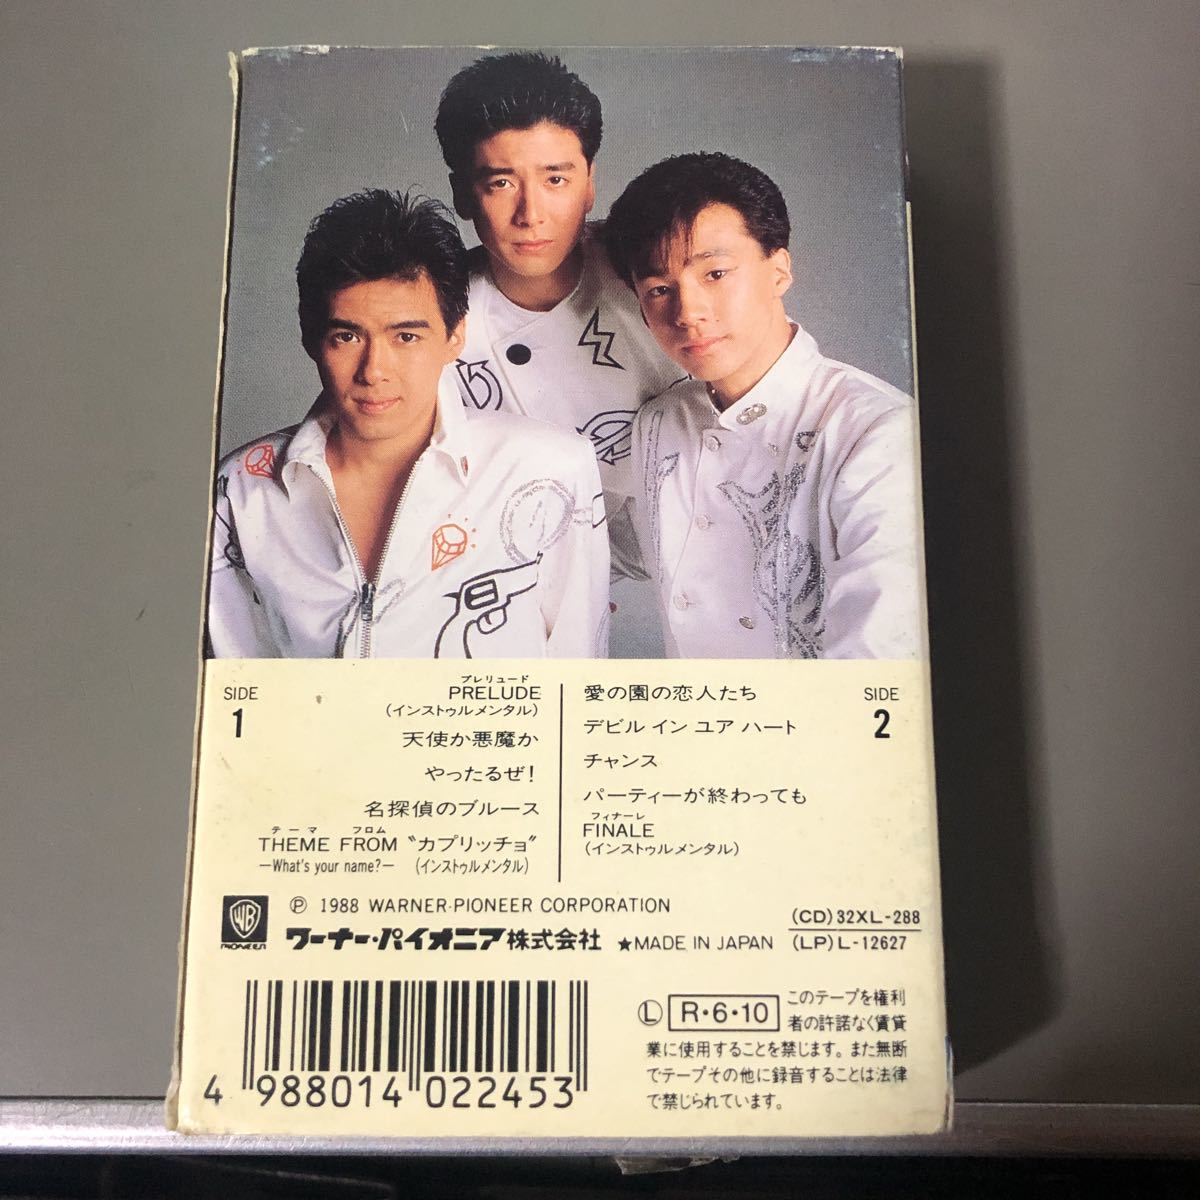 SIDE
1
プレリュード
PRELUDE
(インストゥルメンタル)
天使か悪魔か
やったるぜ!
名探偵のブルース
テーマ フロム
THEME FROM “カプリッチョ”
—What's your name?— (インストゥルメンタル)
SIDE
2
愛の園の恋人たち
デビル イン ユア ハート
チャンス
パーティーが終わっても
フィナーレ
FINALE
(インストゥルメンタル)
WB
PIONEER
Ⓟ 1988 WARNER-PIONEER CORPORATION
ワーナー・パイオニア株式会社 ★MADE IN JAPAN
(CD)32XL-288
(LP)L-12627
4 988014 022453
Ⓛ R・6・10
このテープを権利
者の許諾なく賃貸
業に使用することを禁じます。また無断
でテープその他に録音することは法律
で禁じられています。